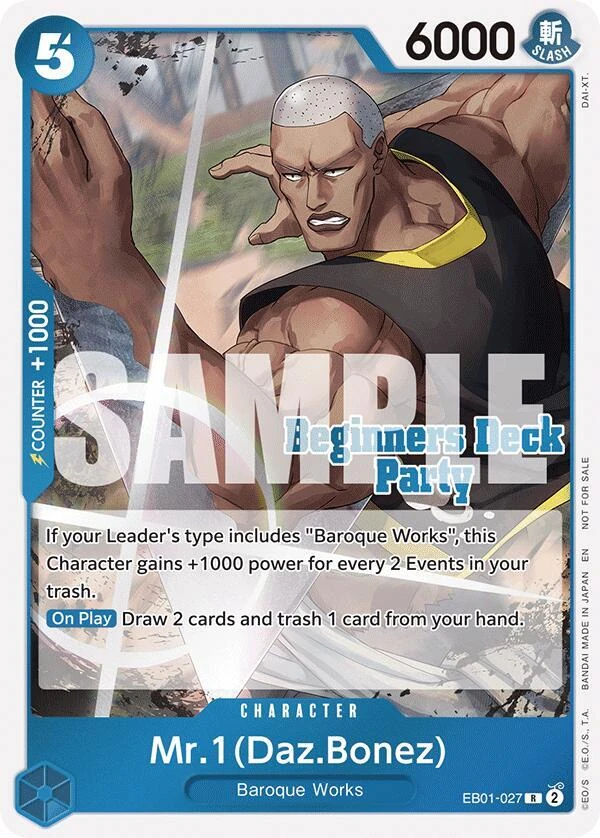 5
6000
斬
SLASH
DAI-XT.
COUNTER +1000
SAMPLE
Beginners Deck
Party
If your Leader's type includes "Baroque Works", this
Character gains +1000 power for every 2 Events in your
trash.
On Play Draw 2 cards and trash 1 card from your hand.
CHARACTER
Mr.1(Daz.Bonez)
Baroque Works
EB01-027 R 2
©EO/S ©E.O./S., T.A. BANDAI MADE IN JAPAN EN NOT FOR SALE